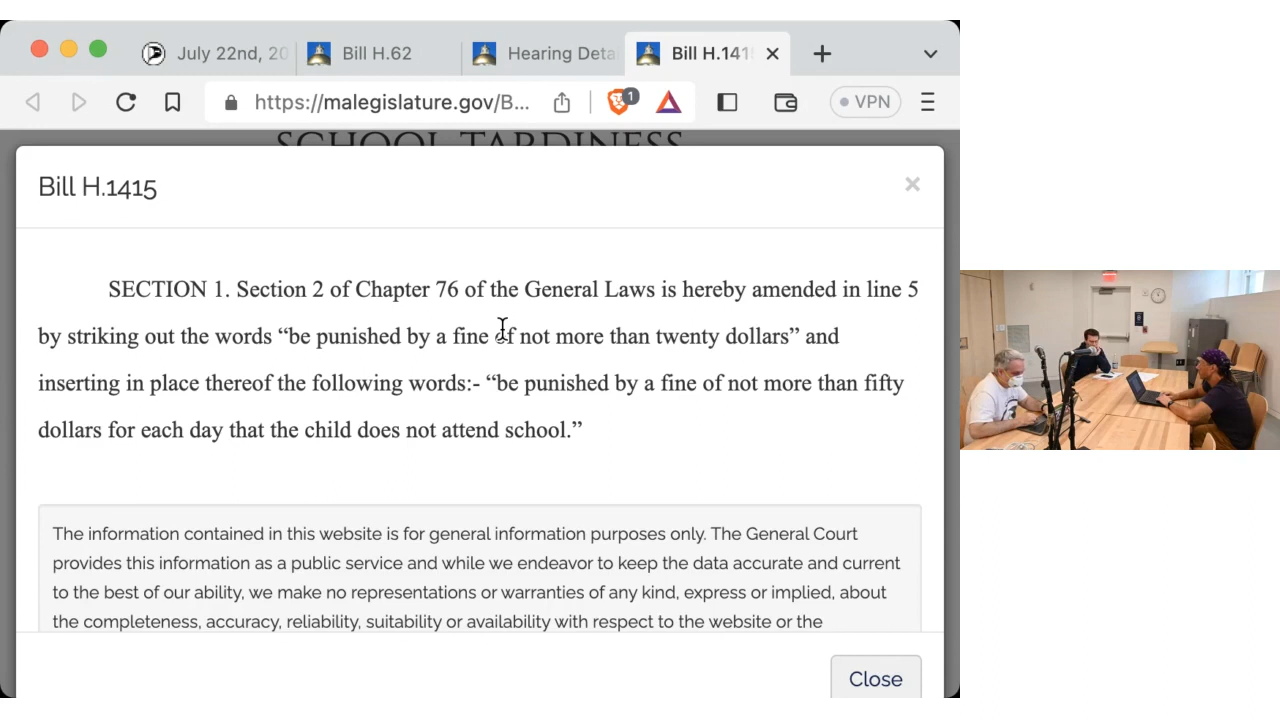 July 22nd, 20
Bill H.62
Hearing Deta
Bill H.141
https://malegislature.gov/B...
1
VPN
SCHOOL TARDINESS
Bill H.1415
SECTION 1. Section 2 of Chapter 76 of the General Laws is hereby amended in line 5
by striking out the words “be punished by a fine of not more than twenty dollars” and
inserting in place thereof the following words:- “be punished by a fine of not more than fifty
dollars for each day that the child does not attend school.”
The information contained in this website is for general information purposes only. The General Court
provides this information as a public service and while we endeavor to keep the data accurate and current
to the best of our ability, we make no representations or warranties of any kind, express or implied, about
the completeness, accuracy, reliability, suitability or availability with respect to the website or the
Close